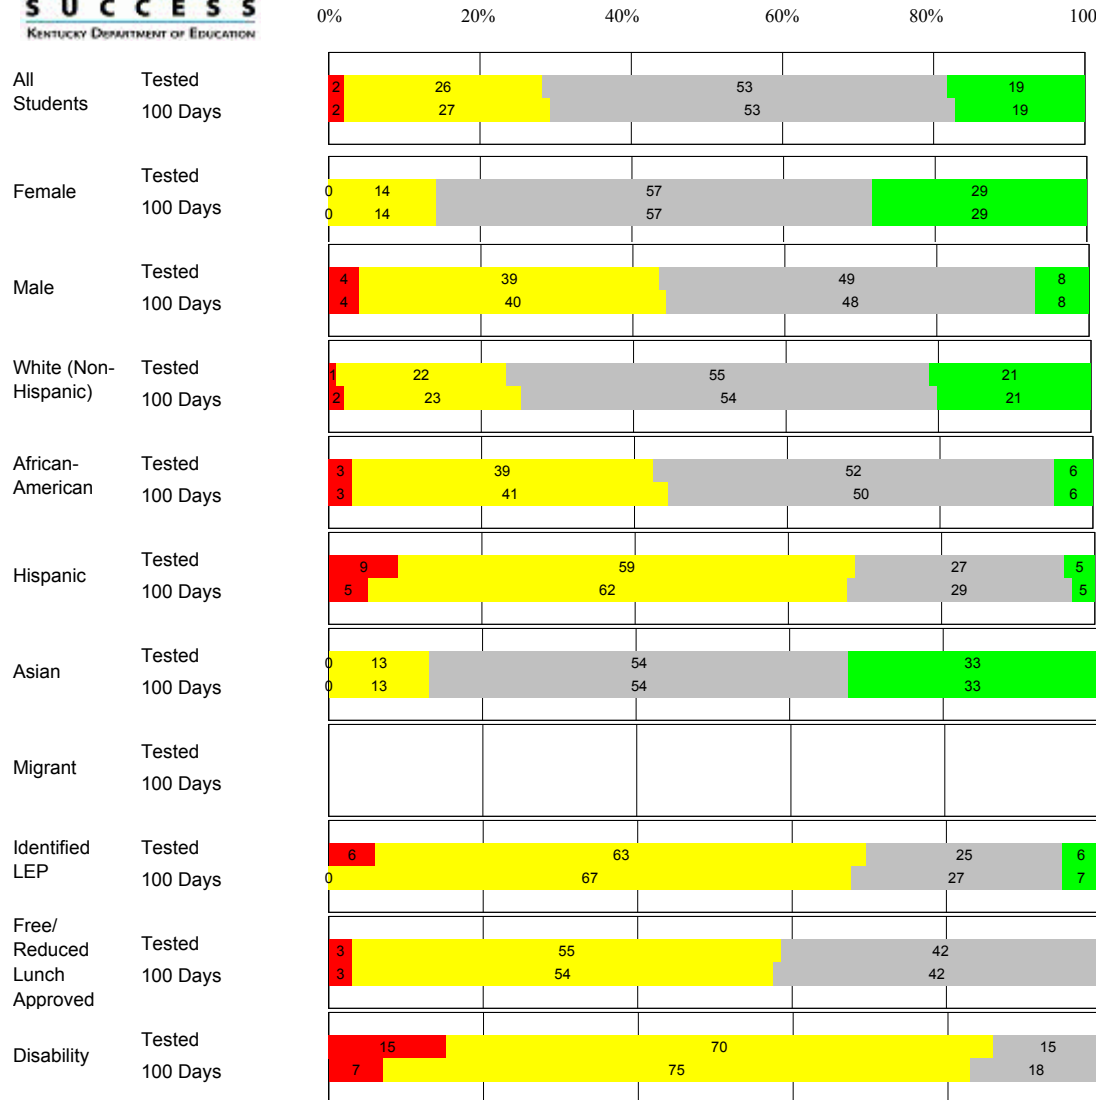 SUCCESS
KENTUCKY DEPARTMENT OF EDUCATION
0% 20% 40% 60% 80% 100
All Students
Tested 2 26 53 19
100 Days 2 27 53 19
Female
Tested 0 14 57 29
100 Days 0 14 57 29
Male
Tested 4 39 49 8
100 Days 4 40 48 8
White (Non-
Hispanic)
Tested 1 22 55 21
100 Days 2 23 54 21
African-
American
Tested 3 39 52 6
100 Days 3 41 50 6
Hispanic
Tested 9 59 27 5
100 Days 5 62 29 5
Asian
Tested 0 13 54 33
100 Days 0 13 54 33
Migrant
Tested
100 Days
Identified
LEP
Tested 6 63 25 6
100 Days 0 67 27 7
Free/
Reduced
Lunch
Approved
Tested 3 55 42
100 Days 3 54 42
Disability
Tested 15 70 15
100 Days 7 75 18